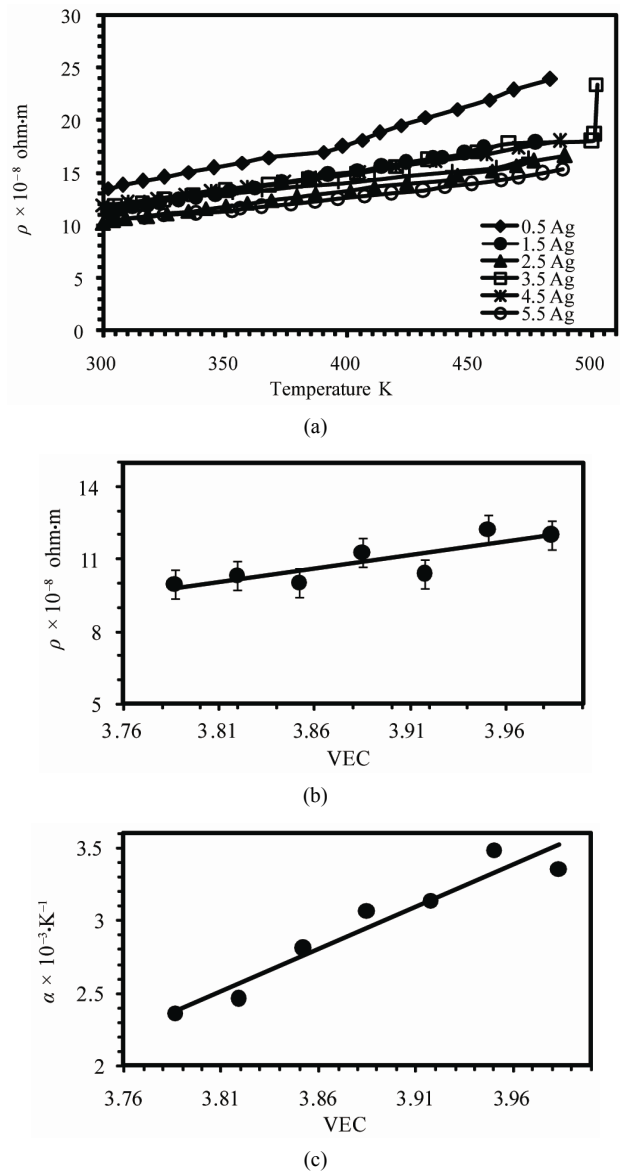 30
25
20
15
10
5
0
ρ × 10⁻⁸ ohm·m
0.5 Ag
1.5 Ag
2.5 Ag
3.5 Ag
4.5 Ag
5.5 Ag
300 350 400 450 500
Temperature K
(a)
14
11
8
5
ρ × 10⁻⁸ ohm·m
3.76 3.81 3.86 3.91 3.96
VEC
(b)
3.5
3
2.5
2
α × 10⁻³·K⁻¹
3.76 3.81 3.86 3.91 3.96
VEC
(c)